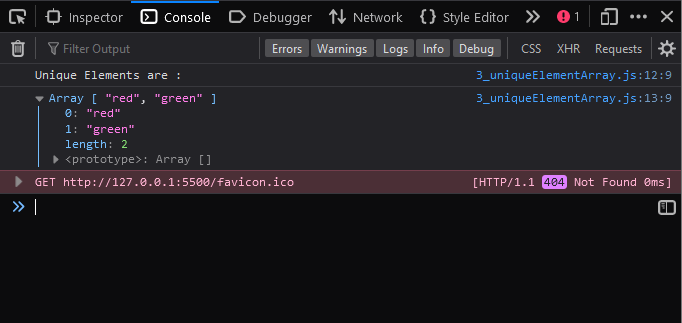 Inspector Console Debugger Network {} Style Editor 1
Filter Output Errors Warnings Logs Info Debug CSS XHR Requests
Unique Elements are : 3_uniqueElementArray.js:12:9
Array [ "red", "green" ] 3_uniqueElementArray.js:13:9
0: "red"
1: "green"
length: 2
<prototype>: Array []
GET http://127.0.0.1:5500/favicon.ico [HTTP/1.1 404 Not Found 0ms]